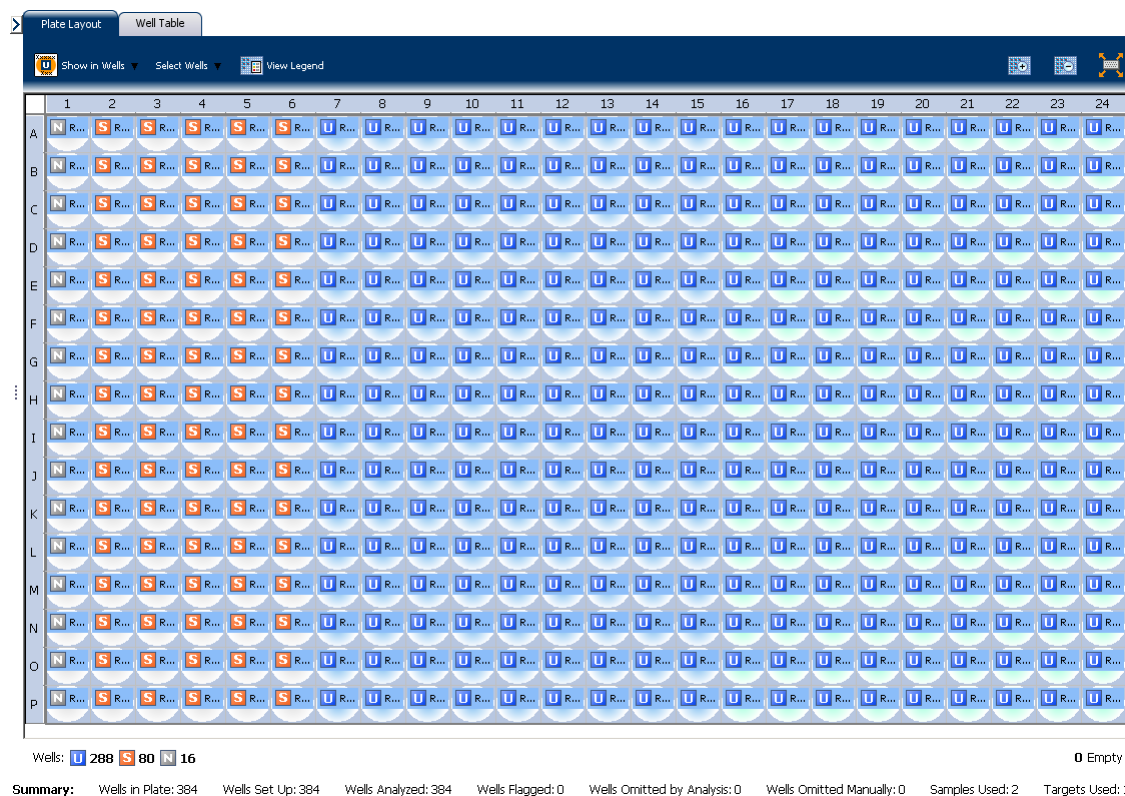 Plate Layout Well Table
Show in Wells Select Wells View Legend
1 2 3 4 5 6 7 8 9 10 11 12 13 14 15 16 17 18 19 20 21 22 23 24
A N R... S R... S R... S R... S R... S R... U R... U R... U R... U R... U R... U R... U R... U R... U R... U R... U R... U R... U R... U R... U R... U R... U R... U R...
B N R... S R... S R... S R... S R... S R... U R... U R... U R... U R... U R... U R... U R... U R... U R... U R... U R... U R... U R... U R... U R... U R... U R... U R...
C N R... S R... S R... S R... S R... S R... U R... U R... U R... U R... U R... U R... U R... U R... U R... U R... U R... U R... U R... U R... U R... U R... U R... U R...
D N R... S R... S R... S R... S R... S R... U R... U R... U R... U R... U R... U R... U R... U R... U R... U R... U R... U R... U R... U R... U R... U R... U R... U R...
E N R... S R... S R... S R... S R... S R... U R... U R... U R... U R... U R... U R... U R... U R... U R... U R... U R... U R... U R... U R... U R... U R... U R... U R...
F N R... S R... S R... S R... S R... S R... U R... U R... U R... U R... U R... U R... U R... U R... U R... U R... U R... U R... U R... U R... U R... U R... U R... U R...
G N R... S R... S R... S R... S R... S R... U R... U R... U R... U R... U R... U R... U R... U R... U R... U R... U R... U R... U R... U R... U R... U R... U R... U R...
H N R... S R... S R... S R... S R... S R... U R... U R... U R... U R... U R... U R... U R... U R... U R... U R... U R... U R... U R... U R... U R... U R... U R... U R...
I N R... S R... S R... S R... S R... S R... U R... U R... U R... U R... U R... U R... U R... U R... U R... U R... U R... U R... U R... U R... U R... U R... U R... U R...
J N R... S R... S R... S R... S R... S R... U R... U R... U R... U R... U R... U R... U R... U R... U R... U R... U R... U R... U R... U R... U R... U R... U R... U R...
K N R... S R... S R... S R... S R... S R... U R... U R... U R... U R... U R... U R... U R... U R... U R... U R... U R... U R... U R... U R... U R... U R... U R... U R...
L N R... S R... S R... S R... S R... S R... U R... U R... U R... U R... U R... U R... U R... U R... U R... U R... U R... U R... U R... U R... U R... U R... U R... U R...
M N R... S R... S R... S R... S R... S R... U R... U R... U R... U R... U R... U R... U R... U R... U R... U R... U R... U R... U R... U R... U R... U R... U R... U R...
N N R... S R... S R... S R... S R... S R... U R... U R... U R... U R... U R... U R... U R... U R... U R... U R... U R... U R... U R... U R... U R... U R... U R... U R...
O N R... S R... S R... S R... S R... S R... U R... U R... U R... U R... U R... U R... U R... U R... U R... U R... U R... U R... U R... U R... U R... U R... U R... U R...
P N R... S R... S R... S R... S R... S R... U R... U R... U R... U R... U R... U R... U R... U R... U R... U R... U R... U R... U R... U R... U R... U R... U R... U R...
Wells: U 288 S 80 N 16 0 Empty
Summary: Wells in Plate: 384 Wells Set Up: 384 Wells Analyzed: 384 Wells Flagged: 0 Wells Omitted by Analysis: 0 Wells Omitted Manually: 0 Samples Used: 2 Targets Used: